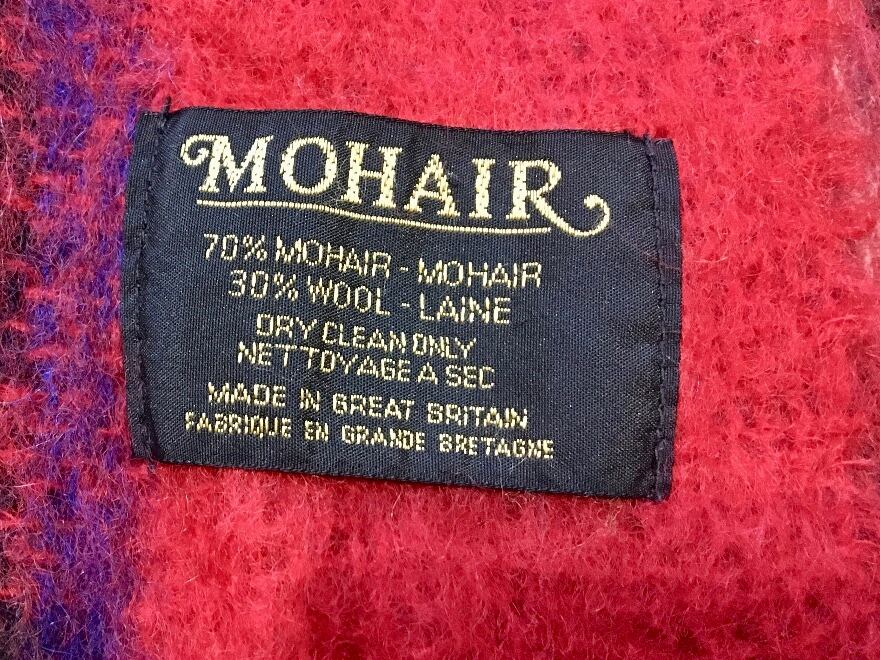 MOHAIR
70% MOHAIR - MOHAIR
30% WOOL - LAINE
DRY CLEAN ONLY
NETTOYAGE A SEC
MADE IN GREAT BRITAIN
FABRIQUE EN GRANDE BRETAGNE